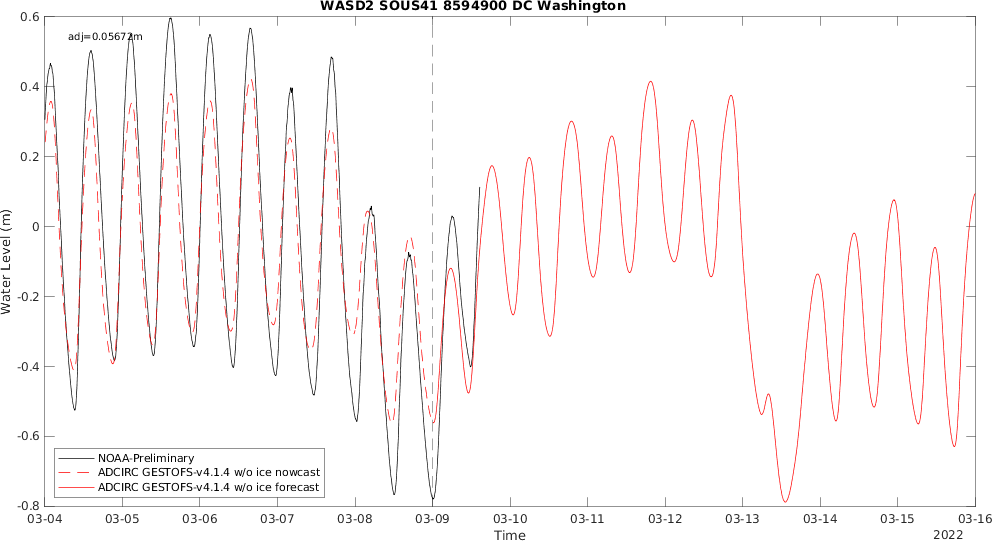 WASD2 SOUS41 8594900 DC Washington
adj=0.05672m
0.6
0.4
0.2
0
-0.2
-0.4
-0.6
-0.8
Water Level (m)
NOAA-Preliminary
ADCIRC GESTOFS-v4.1.4 w/o ice nowcast
ADCIRC GESTOFS-v4.1.4 w/o ice forecast
03-04 03-05 03-06 03-07 03-08 03-09 03-10 03-11 03-12 03-13 03-14 03-15 03-16
Time
2022